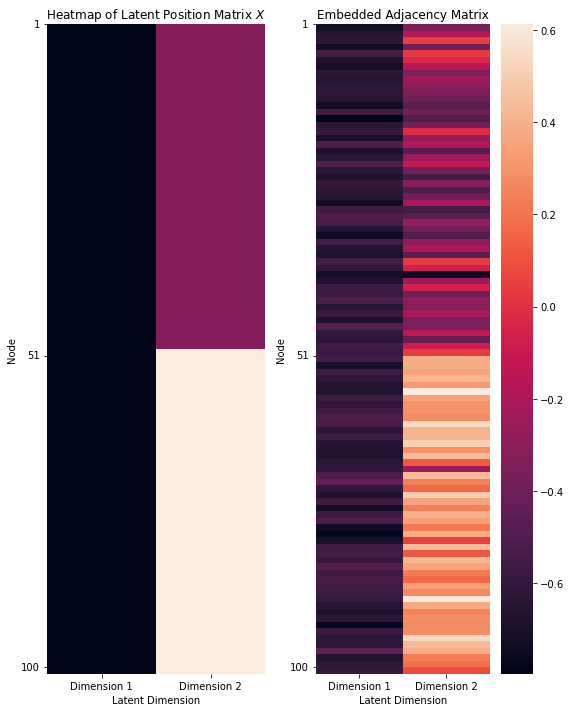 Heatmap of Latent Position Matrix X
1
51
100
Node
Dimension 1
Dimension 2
Latent Dimension
Embedded Adjacency Matrix
1
51
100
Node
Dimension 1
Dimension 2
Latent Dimension
0.6
0.4
0.2
0.0
−0.2
−0.4
−0.6